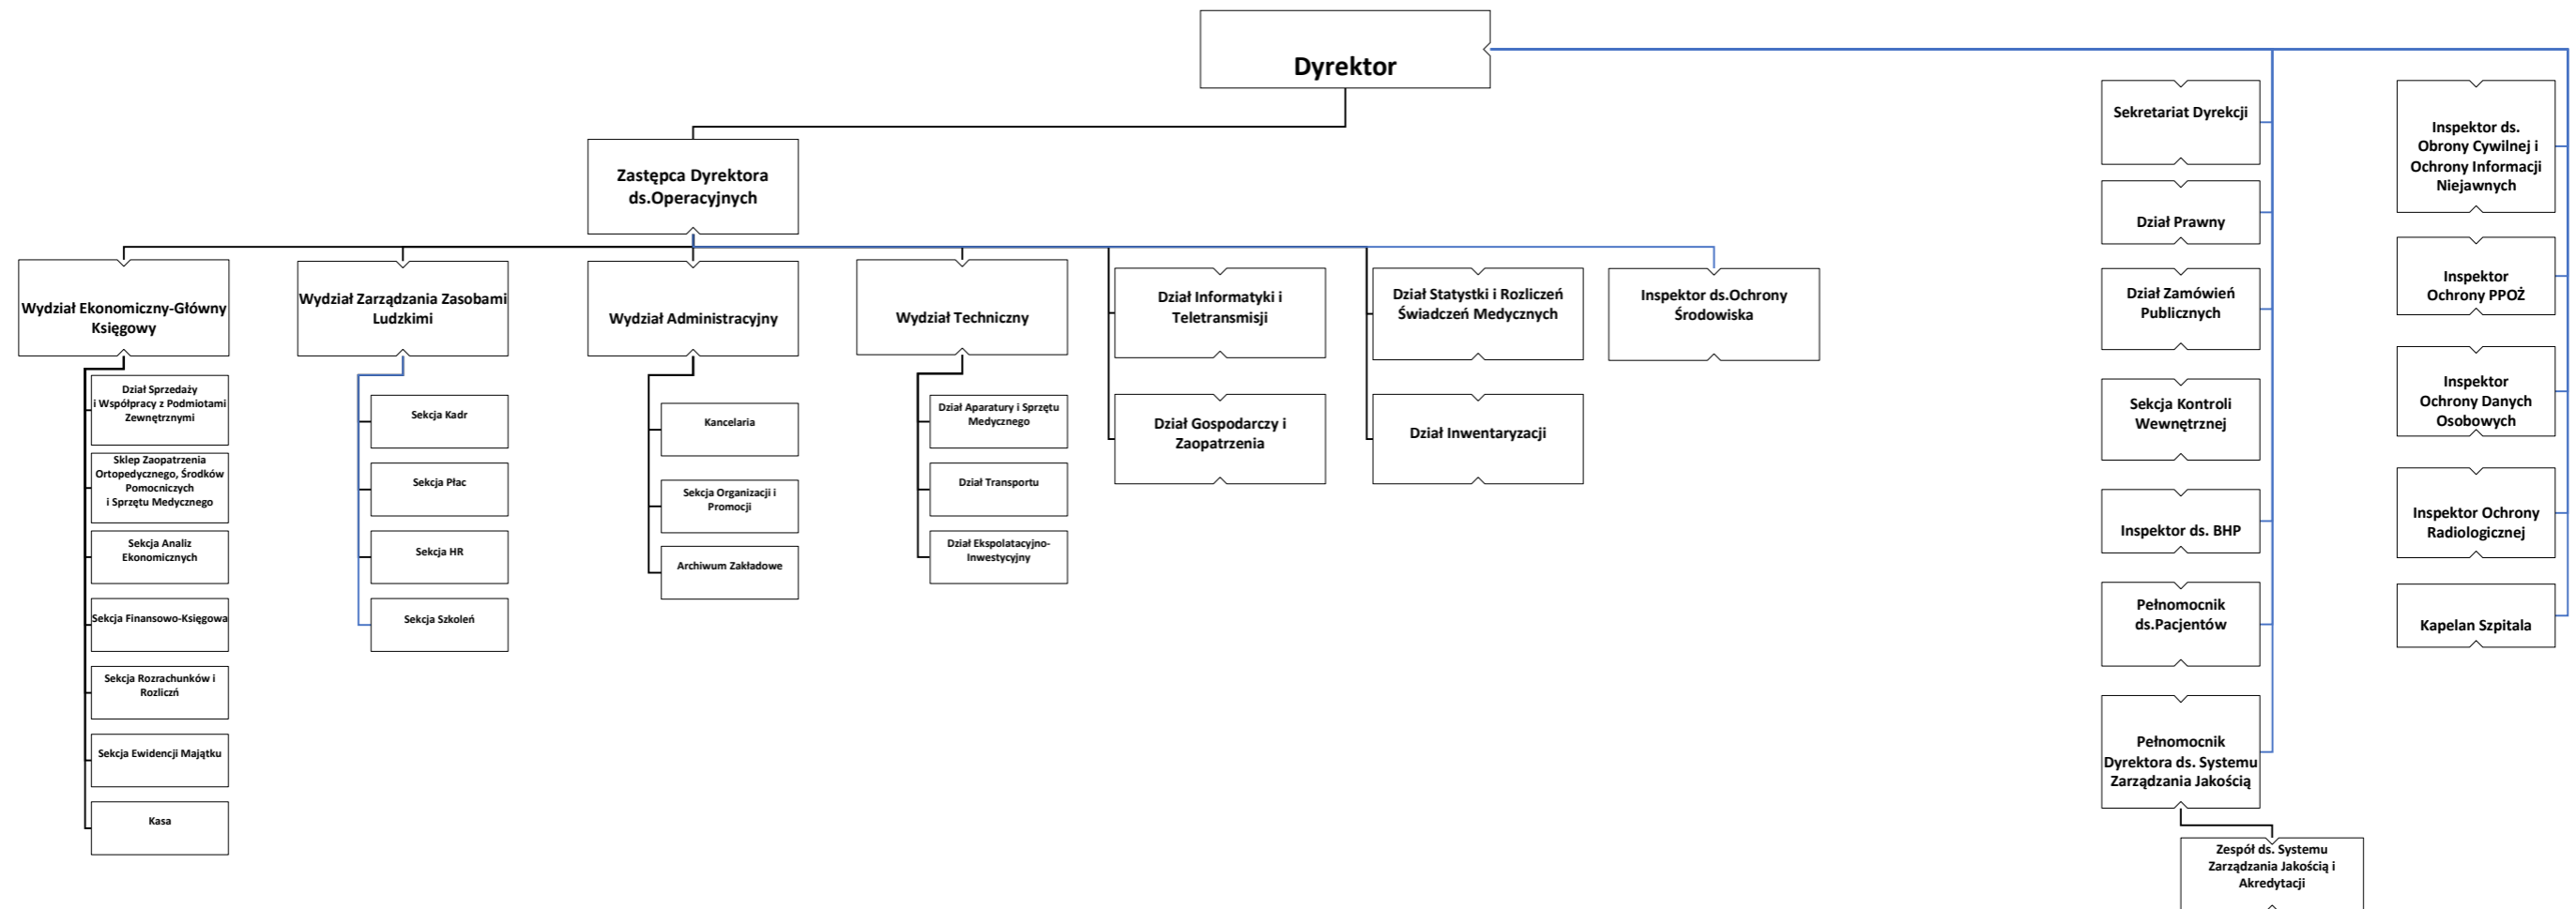 Dyrektor
Zastępca Dyrektora
ds.Operacyjnych
Wydział Ekonomiczny-Główny
Księgowy
Dział Sprzedaży
i Współpracy z Podmiotami
Zewnętrznymi
Sklep Zaopatrzenia
Ortopedycznego, Środków
Pomocniczych
i Sprzętu Medycznego
Sekcja Analiz
Ekonomicznych
Sekcja Finansowo-Księgowa
Sekcja Rozrachunków i
Rozliczń
Sekcja Ewidencji Majątku
Kasa
Wydział Zarządzania Zasobami
Ludzkimi
Sekcja Kadr
Sekcja Płac
Sekcja HR
Sekcja Szkoleń
Wydział Administracyjny
Kancelaria
Sekcja Organizacji i
Promocji
Archiwum Zakładowe
Wydział Techniczny
Dział Aparatury i Sprzętu
Medycznego
Dział Transportu
Dział Ekspolatacyjno-
Inwestycyjny
Dział Informatyki i
Teletransmisji
Dział Gospodarczy i
Zaopatrzenia
Dział Statystki i Rozliczeń
Świadczeń Medycznych
Dział Inwentaryzacji
Inspektor ds.Ochrony
Środowiska
Sekretariat Dyrekcji
Dział Prawny
Dział Zamówień
Publicznych
Sekcja Kontroli
Wewnętrznej
Inspektor ds. BHP
Pełnomocnik
ds.Pacjentów
Pełnomocnik
Dyrektora ds. Systemu
Zarządzania Jakością
Zespół ds. Systemu
Zarządzania Jakością i
Akredytacji
Inspektor ds.
Obrony Cywilnej i
Ochrony Informacji
Niejawnych
Inspektor
Ochrony PPOŻ
Inspektor
Ochrony Danych
Osobowych
Inspektor Ochrony
Radiologicznej
Kapelan Szpitala